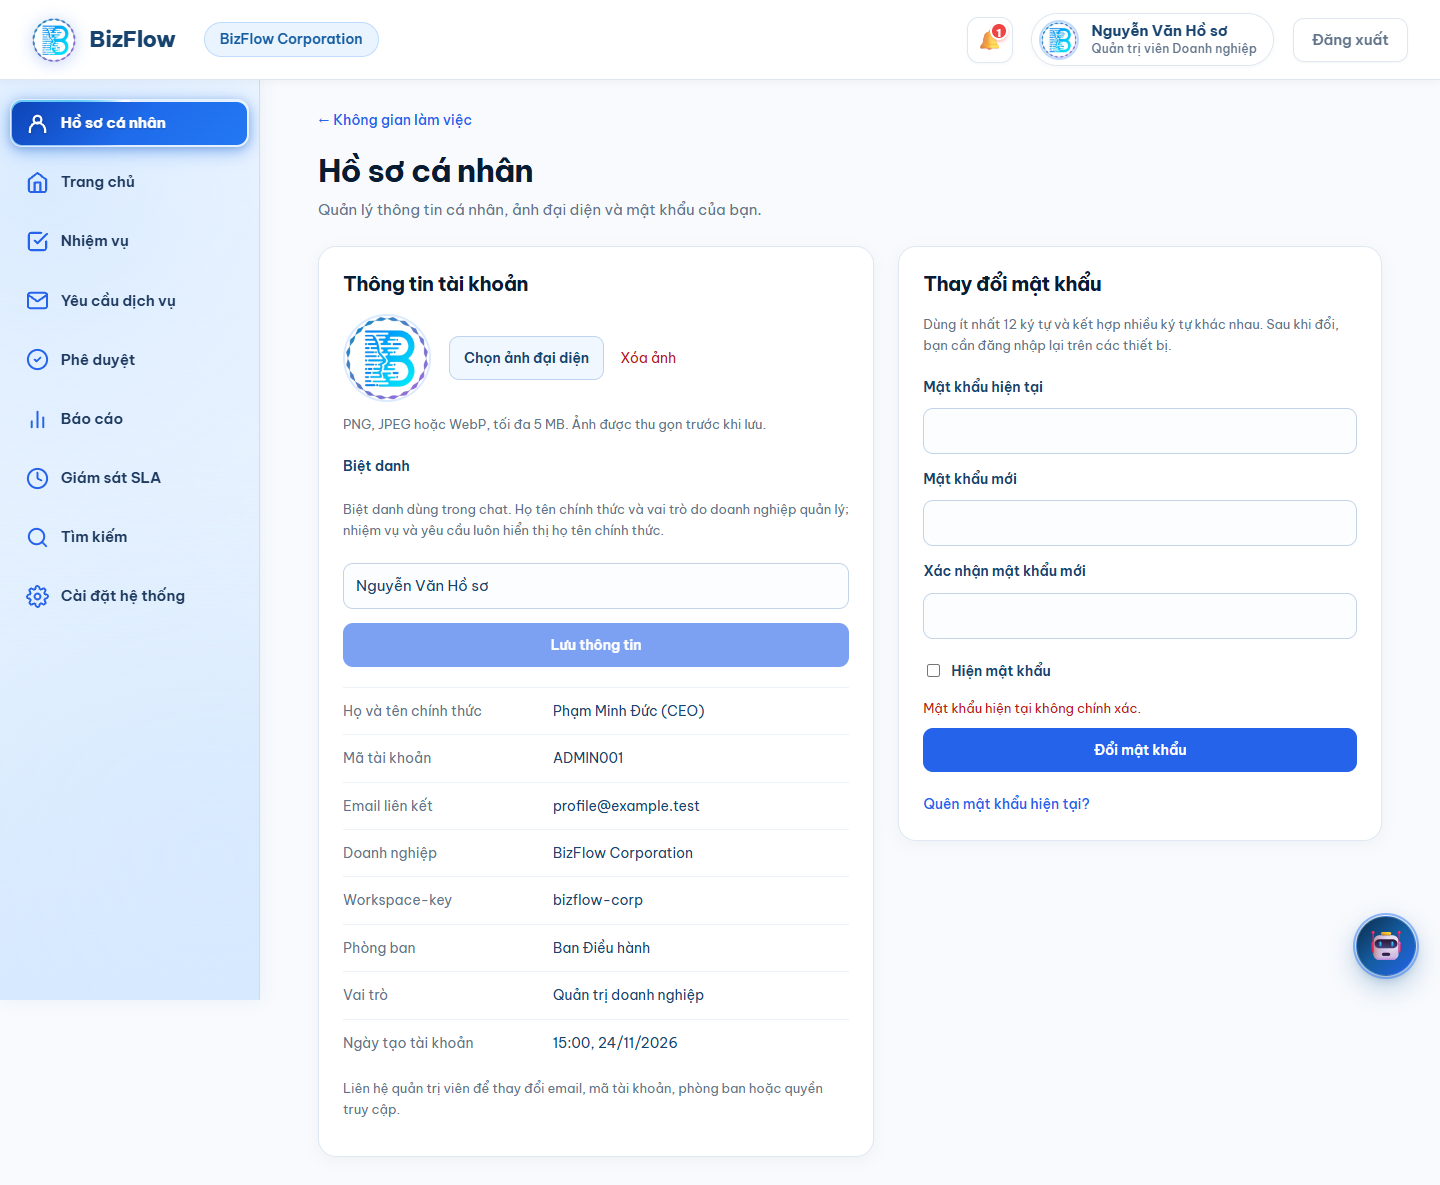 BizFlow
BizFlow Corporation
1
Nguyễn Văn Hồ sơ
Quản trị viên Doanh nghiệp
Đăng xuất
Hồ sơ cá nhân
Trang chủ
Nhiệm vụ
Yêu cầu dịch vụ
Phê duyệt
Báo cáo
Giám sát SLA
Tìm kiếm
Cài đặt hệ thống
← Không gian làm việc
Hồ sơ cá nhân
Quản lý thông tin cá nhân, ảnh đại diện và mật khẩu của bạn.
Thông tin tài khoản
Chọn ảnh đại diện
Xóa ảnh
PNG, JPEG hoặc WebP, tối đa 5 MB. Ảnh được thu gọn trước khi lưu.
Biệt danh
Biệt danh dùng trong chat. Họ tên chính thức và vai trò do doanh nghiệp quản lý;
nhiệm vụ và yêu cầu luôn hiển thị họ tên chính thức.
Nguyễn Văn Hồ sơ
Lưu thông tin
Họ và tên chính thức
Phạm Minh Đức (CEO)
Mã tài khoản
ADMIN001
Email liên kết
profile@example.test
Doanh nghiệp
BizFlow Corporation
Workspace-key
bizflow-corp
Phòng ban
Ban Điều hành
Vai trò
Quản trị doanh nghiệp
Ngày tạo tài khoản
15:00, 24/11/2026
Liên hệ quản trị viên để thay đổi email, mã tài khoản, phòng ban hoặc quyền
truy cập.
Thay đổi mật khẩu
Dùng ít nhất 12 ký tự và kết hợp nhiều ký tự khác nhau. Sau khi đổi,
bạn cần đăng nhập lại trên các thiết bị.
Mật khẩu hiện tại
Mật khẩu mới
Xác nhận mật khẩu mới
Hiện mật khẩu
Mật khẩu hiện tại không chính xác.
Đổi mật khẩu
Quên mật khẩu hiện tại?